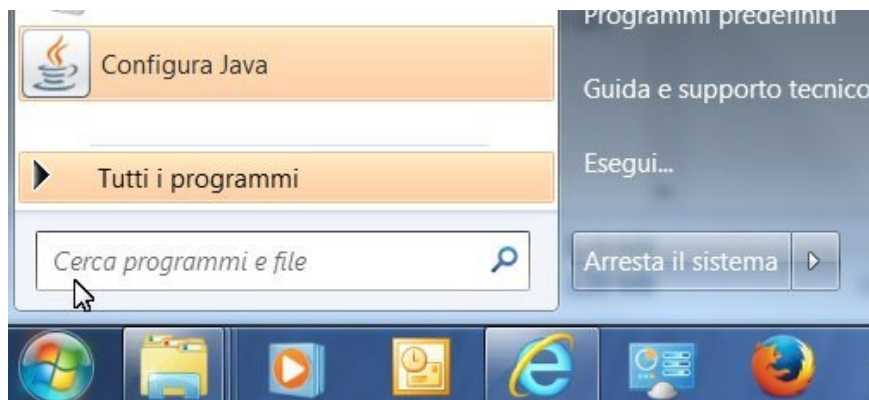 Programmi predefiniti
Configura Java
Guida e supporto tecnico
Tutti i programmi
Esegui...
Cerca programmi e file
Arresta il sistema